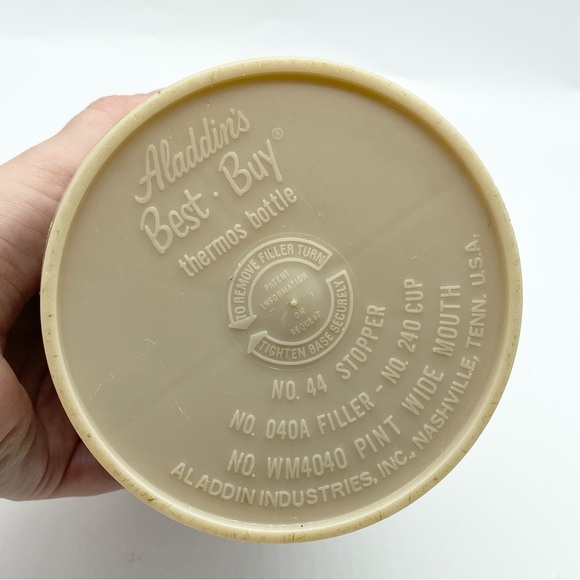 Aladdin's
Best·Buy®
thermos bottle
TO REMOVE FILLER TURN
PATENT
INFORMATION
ON
REQUEST
TIGHTEN BASE SECURELY
NO. 44 STOPPER
NO. 040A FILLER - NO. 240 CUP
NO. WM4040 PINT WIDE MOUTH
ALADDIN INDUSTRIES, INC., NASHVILLE, TENN. U.S.A.